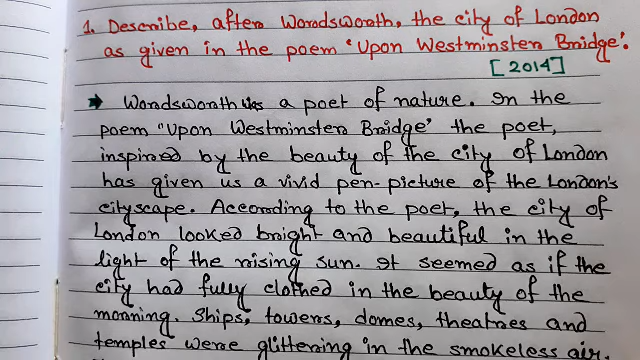 1. Describe, after Wordsworth, the city of London
as given in the poem 'Upon Westminster Bridge'.
[2014]
→ Wordsworth was a poet of nature. In the
poem "Upon Westminster Bridge' the poet,
inspired by the beauty of the city of London
has given us a vivid pen-picture of the London's
cityscape. According to the poet, the city of
London looked bright and beautiful in the
light of the rising sun. It seemed as if the
city had fully clothed in the beauty of the
morning. Ships, towers, domes, theatres and
temples were glittering in the smokeless air.